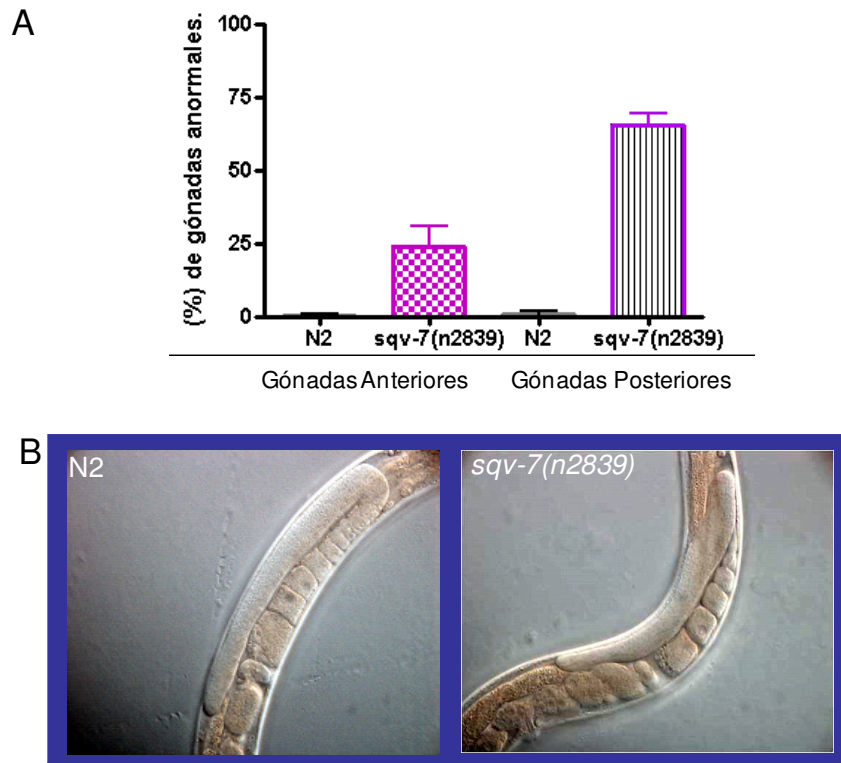 A
(%) de gónadas anormales.
100
75
50
25
0
N2
sqv-7(n2839)
N2
sqv-7(n2839)
Gónadas Anteriores
Gónadas Posteriores
B
N2
sqv-7(n2839)